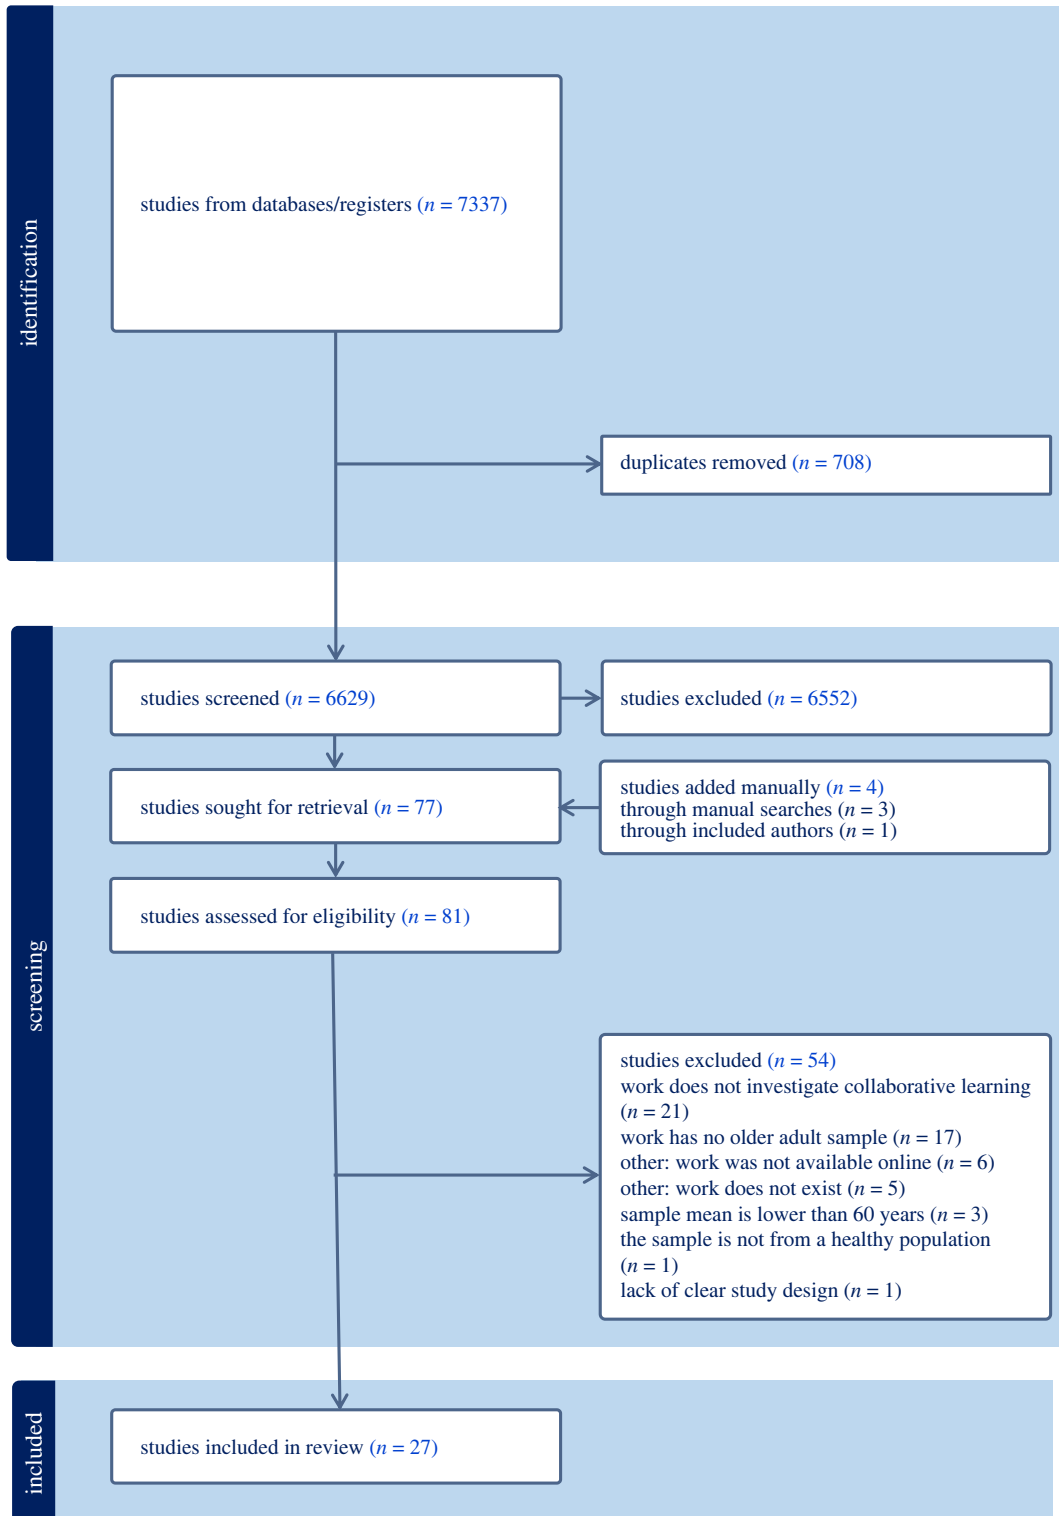 identification
studies from databases/registers (n = 7337)
duplicates removed (n = 708)
screening
studies screened (n = 6629)
studies excluded (n = 6552)
studies sought for retrieval (n = 77)
studies added manually (n = 4)
through manual searches (n = 3)
through included authors (n = 1)
studies assessed for eligibility (n = 81)
studies excluded (n = 54)
work does not investigate collaborative learning
(n = 21)
work has no older adult sample (n = 17)
other: work was not available online (n = 6)
other: work does not exist (n = 5)
sample mean is lower than 60 years (n = 3)
the sample is not from a healthy population
(n = 1)
lack of clear study design (n = 1)
included
studies included in review (n = 27)